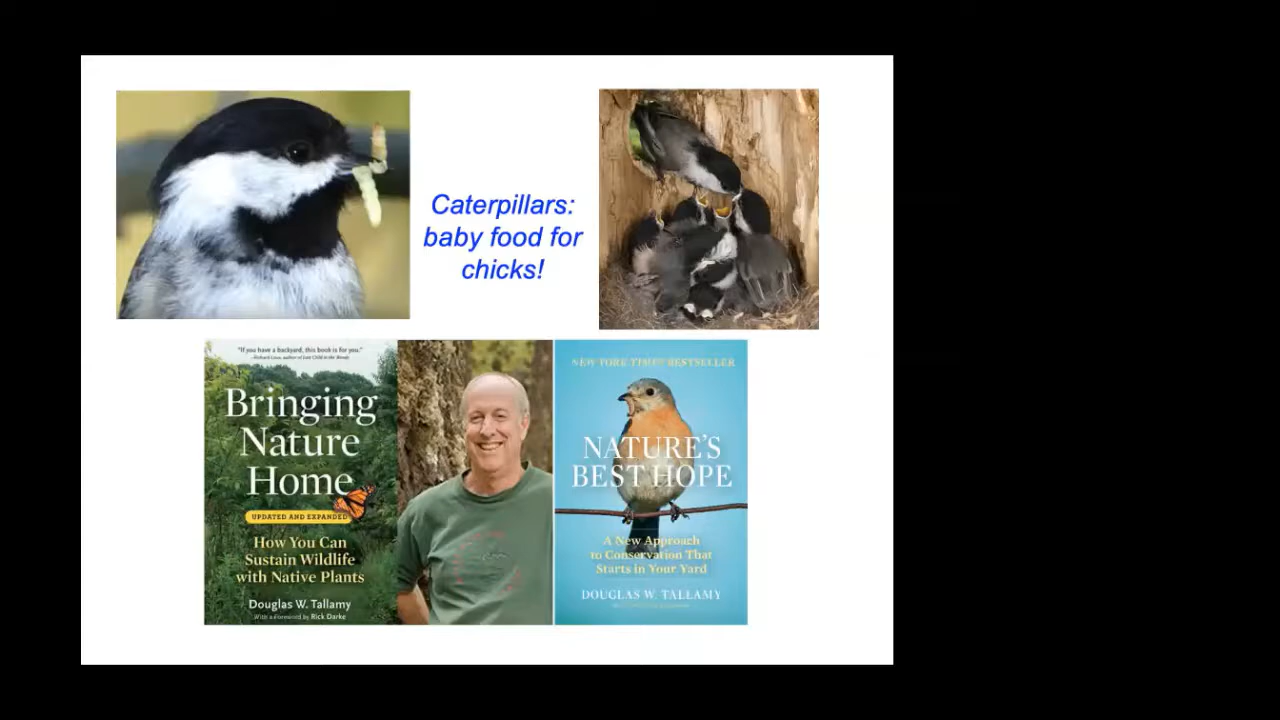 Caterpillars:
baby food for
chicks!
"If you have a backyard, this book is for you."
Bringing
Nature
Home
UPDATED AND EXPANDED
How You Can
Sustain Wildlife
with Native Plants
Douglas W. Tallamy
With a Foreword by Rick Darke
NEW YORK TIMES BESTSELLER
NATURE'S
BEST HOPE
A New Approach
to Conservation That
Starts in Your Yard
DOUGLAS W. TALLAMY